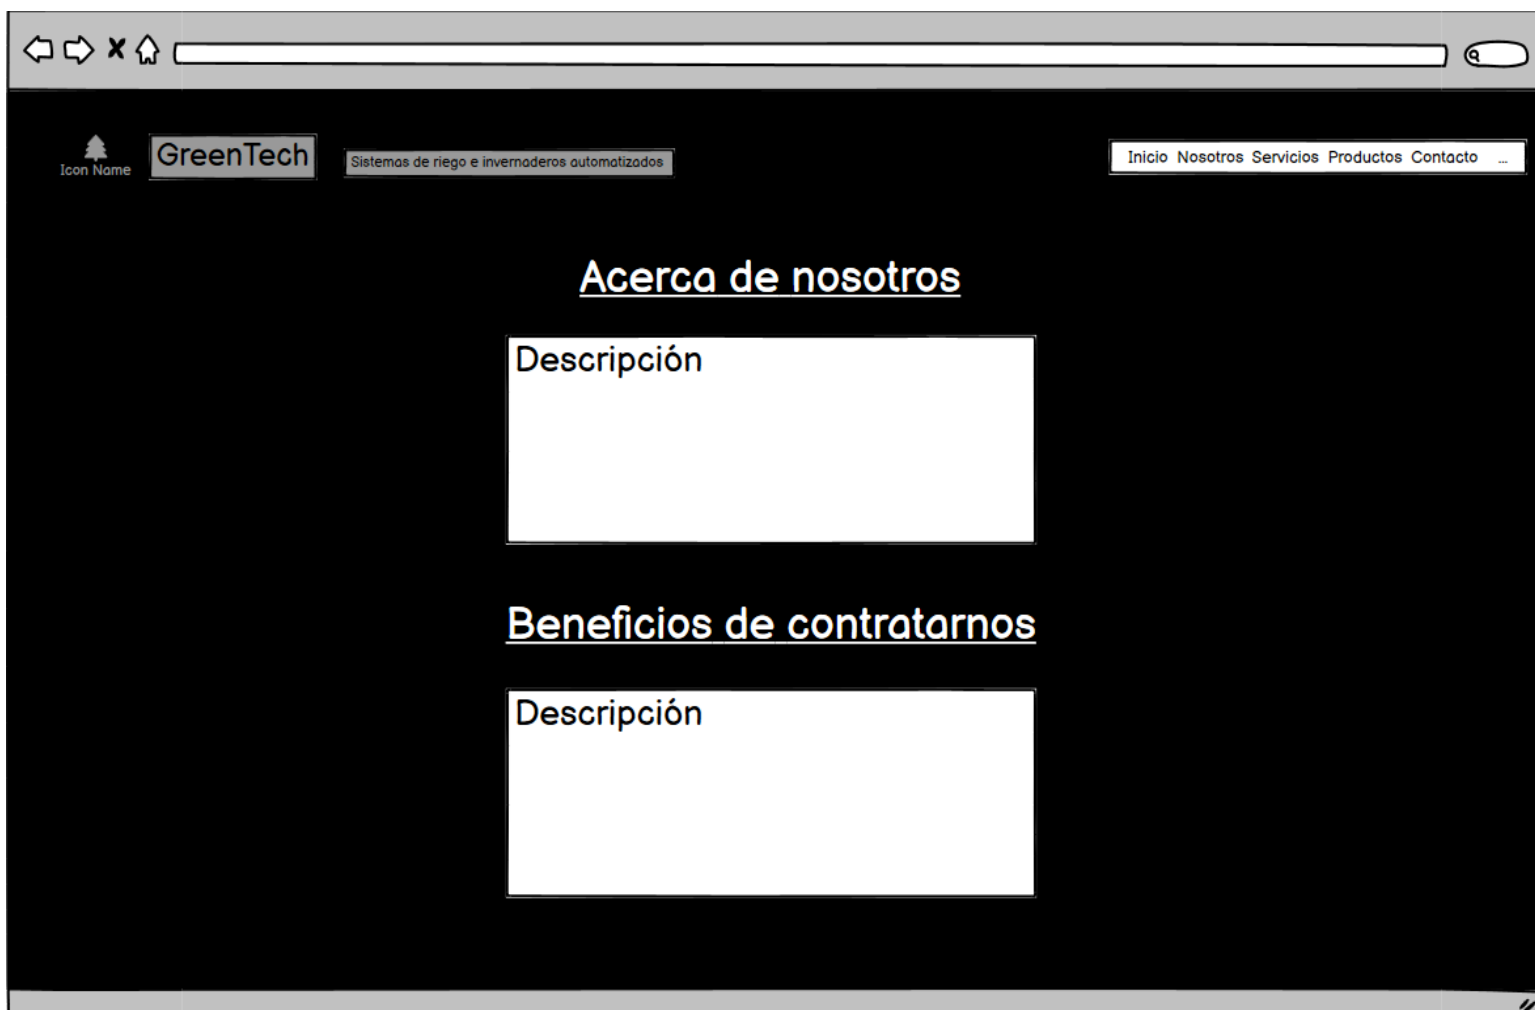 Icon Name
GreenTech
Sistemas de riego e invernaderos automatizados
Inicio Nosotros Servicios Productos Contacto ...
Acerca de nosotros
Descripción
Beneficios de contratarnos
Descripción